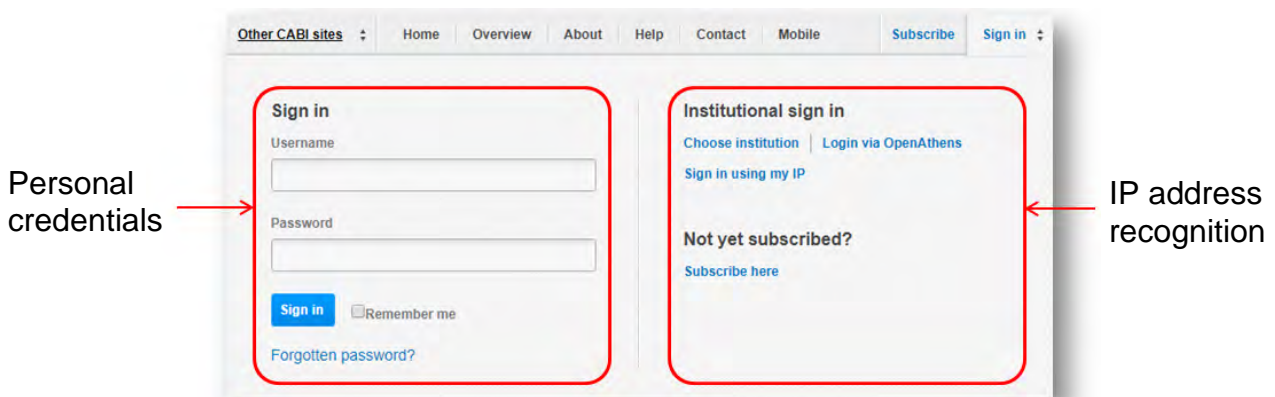 Other CABI sites Home Overview About Help Contact Mobile Subscribe Sign in
Personal
credentials
Sign in
Username
Password
Sign in Remember me
Forgotten password?
Institutional sign in
Choose institution Login via OpenAthens
Sign in using my IP
Not yet subscribed?
Subscribe here
IP address
recognition